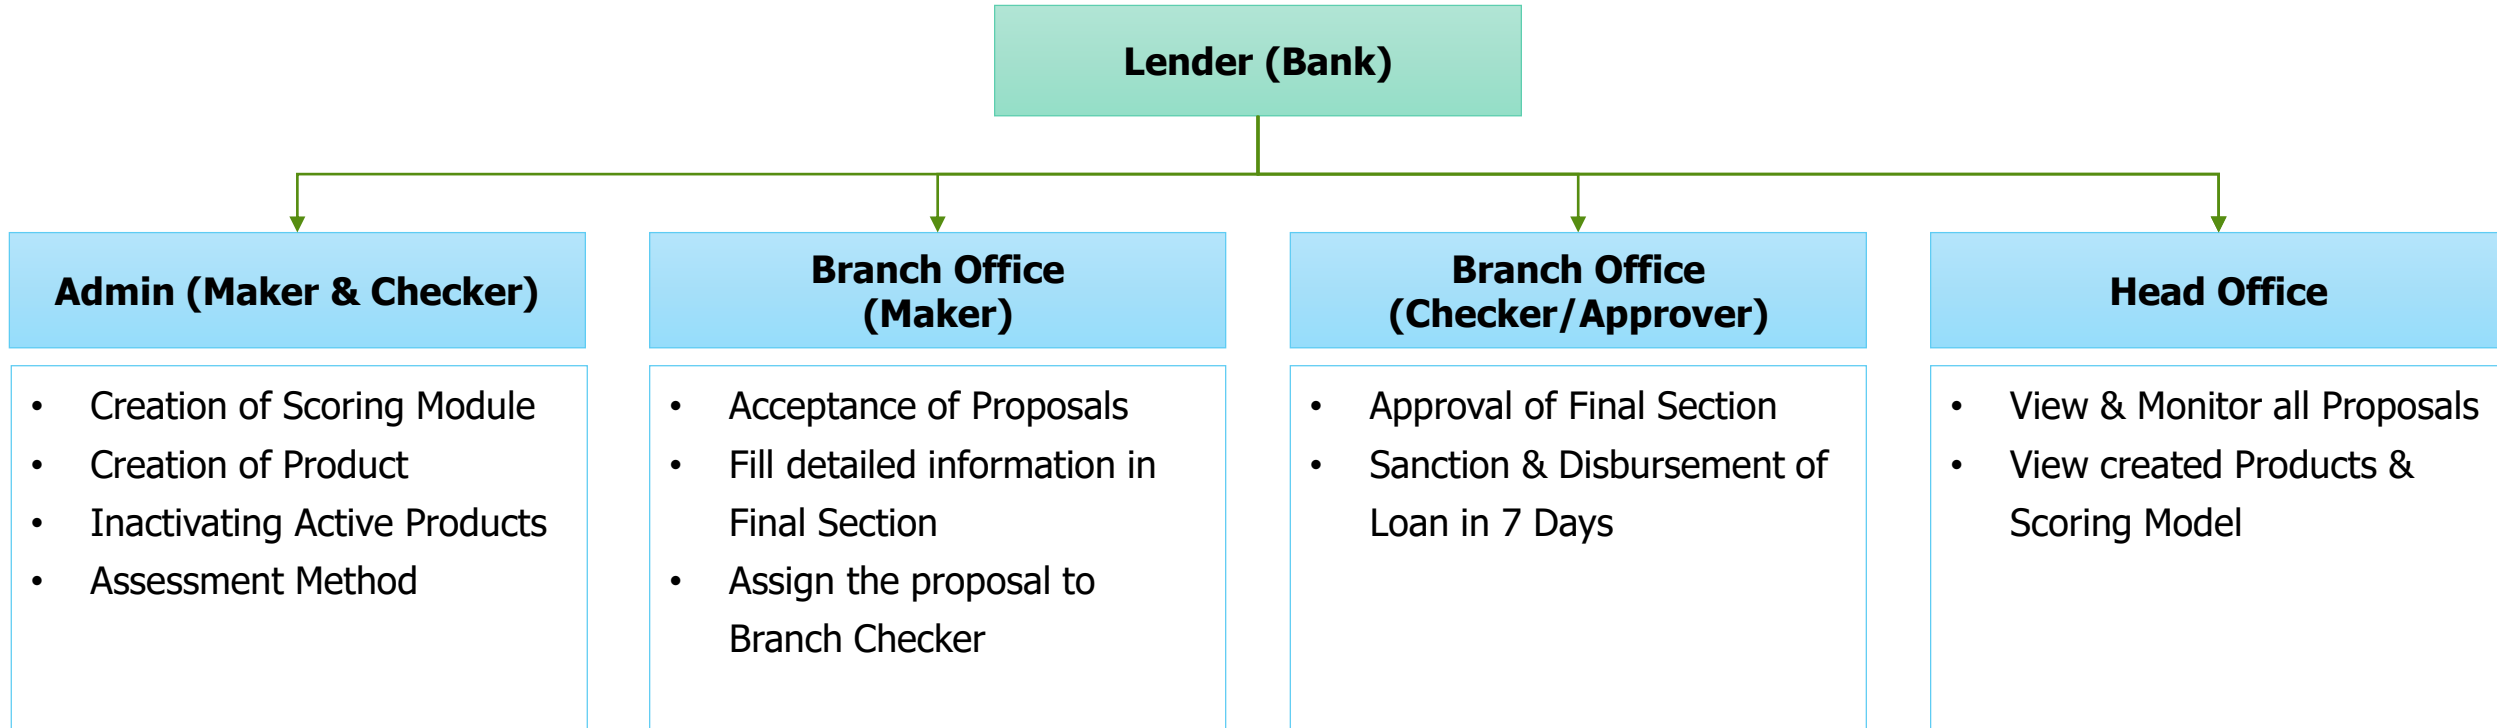 Lender (Bank)
Admin (Maker & Checker)
• Creation of Scoring Module
• Creation of Product
• Inactivating Active Products
• Assessment Method
Branch Office
(Maker)
• Acceptance of Proposals
• Fill detailed information in
Final Section
• Assign the proposal to
Branch Checker
Branch Office
(Checker/Approver)
• Approval of Final Section
• Sanction & Disbursement of
Loan in 7 Days
Head Office
• View & Monitor all Proposals
• View created Products &
Scoring Model